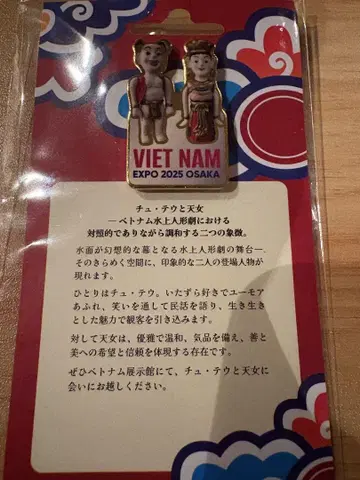 VIET NAM
EXPO 2025 OSAKA
チュ・テウと天女
―ベトナム水上人形劇における
対照的でありながら調和する二つの象徴。
水面が幻想的な幕となる水上人形劇の舞台―.
そのきらめく空間に、印象的な二人の登場人物が
現れます。
ひとりはチュ・テウ。いたずら好きでユーモア
あふれ、笑いを通して民話を語り、生き生き
とした魅力で観客を引き込みます。
対して天女は、優雅で温和、気品を備え、善と
美への希望と信頼を体現する存在です。
ぜひベトナム展示館にて、チュ・テウと天女に
会いにお越しください。